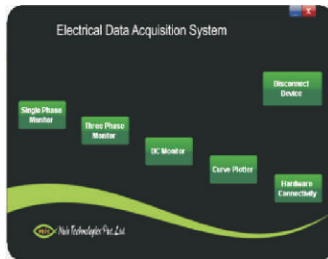 Electrical Data Acquisition System
Disconnect
Device
Single Phase
Monitor
Three Phase
Monitor
DC Monitor
Curve Plotter
Hardware
Connectivity
Technologies Pvt. Ltd